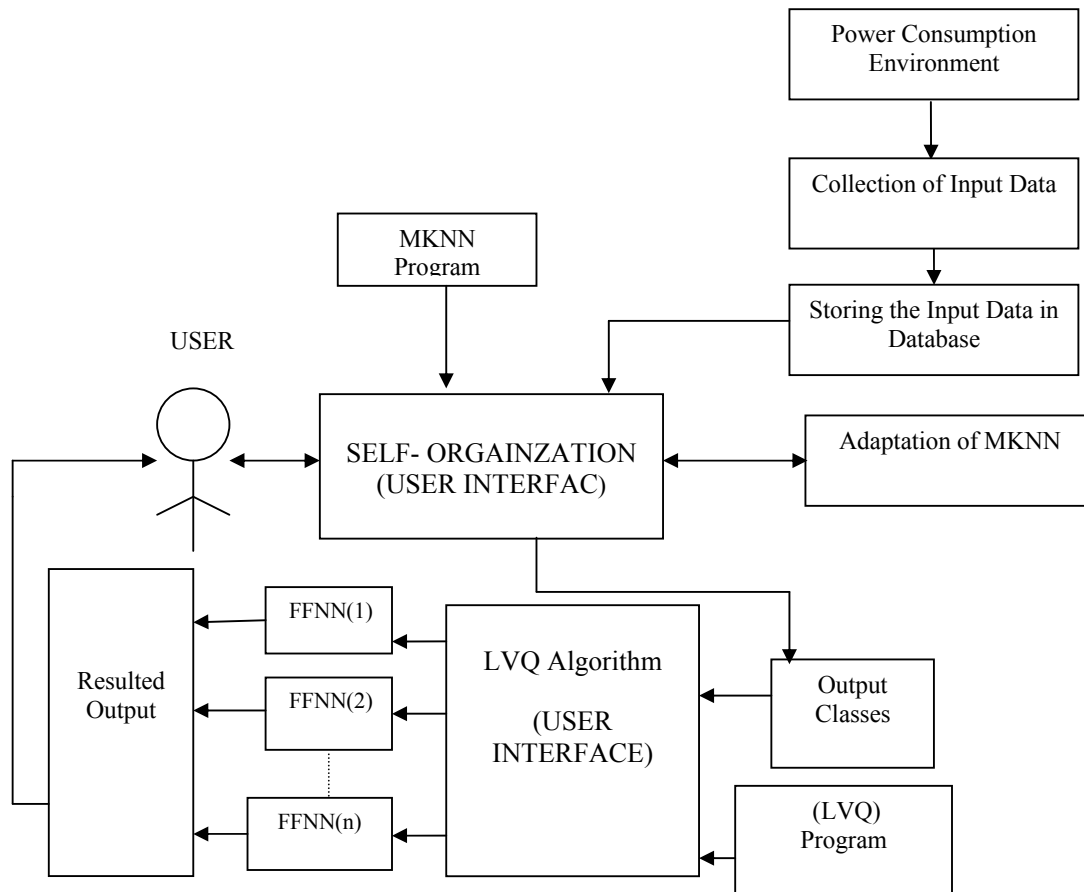 Power Consumption
Environment
Collection of Input Data
MKNN
Program
Storing the Input Data in
Database
USER
SELF- ORGAINZATION
(USER INTERFAC)
Adaptation of MKNN
FFNN(1)
LVQ Algorithm
(USER
INTERFACE)
Output
Classes
Resulted
Output
FFNN(2)
FFNN(n)
(LVQ)
Program